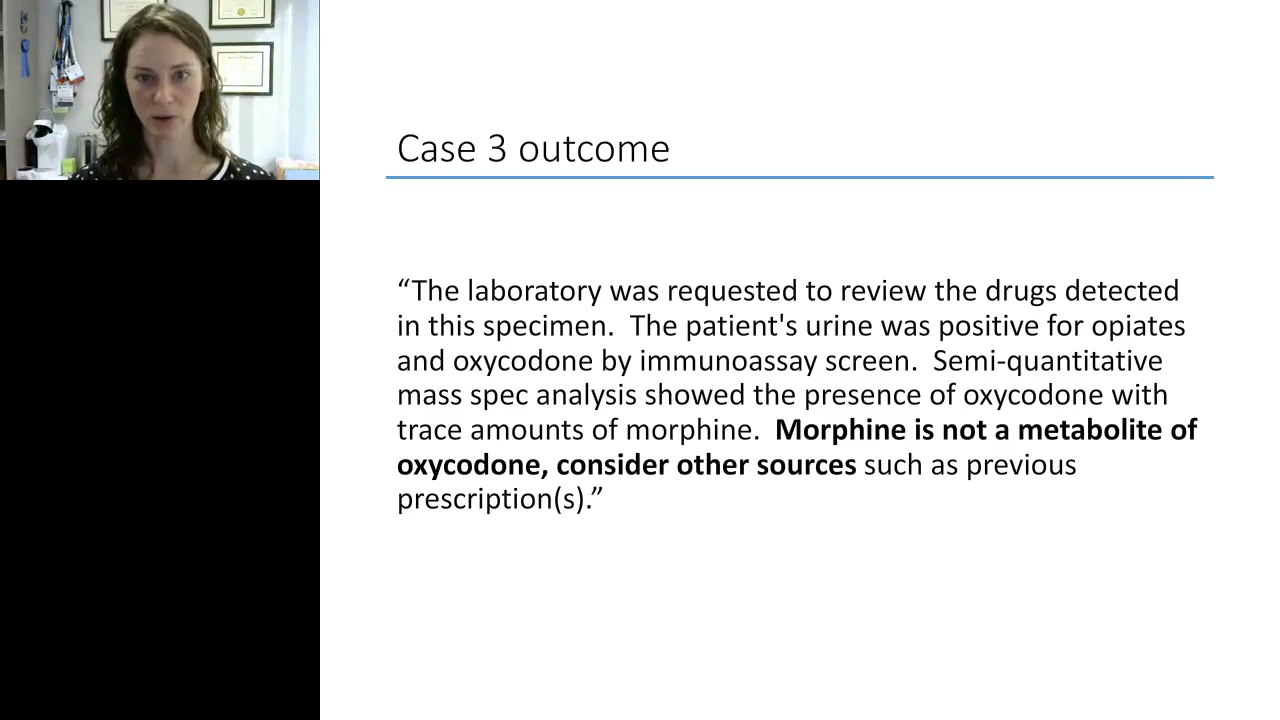 Case 3 outcome
“The laboratory was requested to review the drugs detected
in this specimen.  The patient's urine was positive for opiates
and oxycodone by immunoassay screen.  Semi-quantitative
mass spec analysis showed the presence of oxycodone with
trace amounts of morphine.  Morphine is not a metabolite of
oxycodone, consider other sources such as previous
prescription(s).”